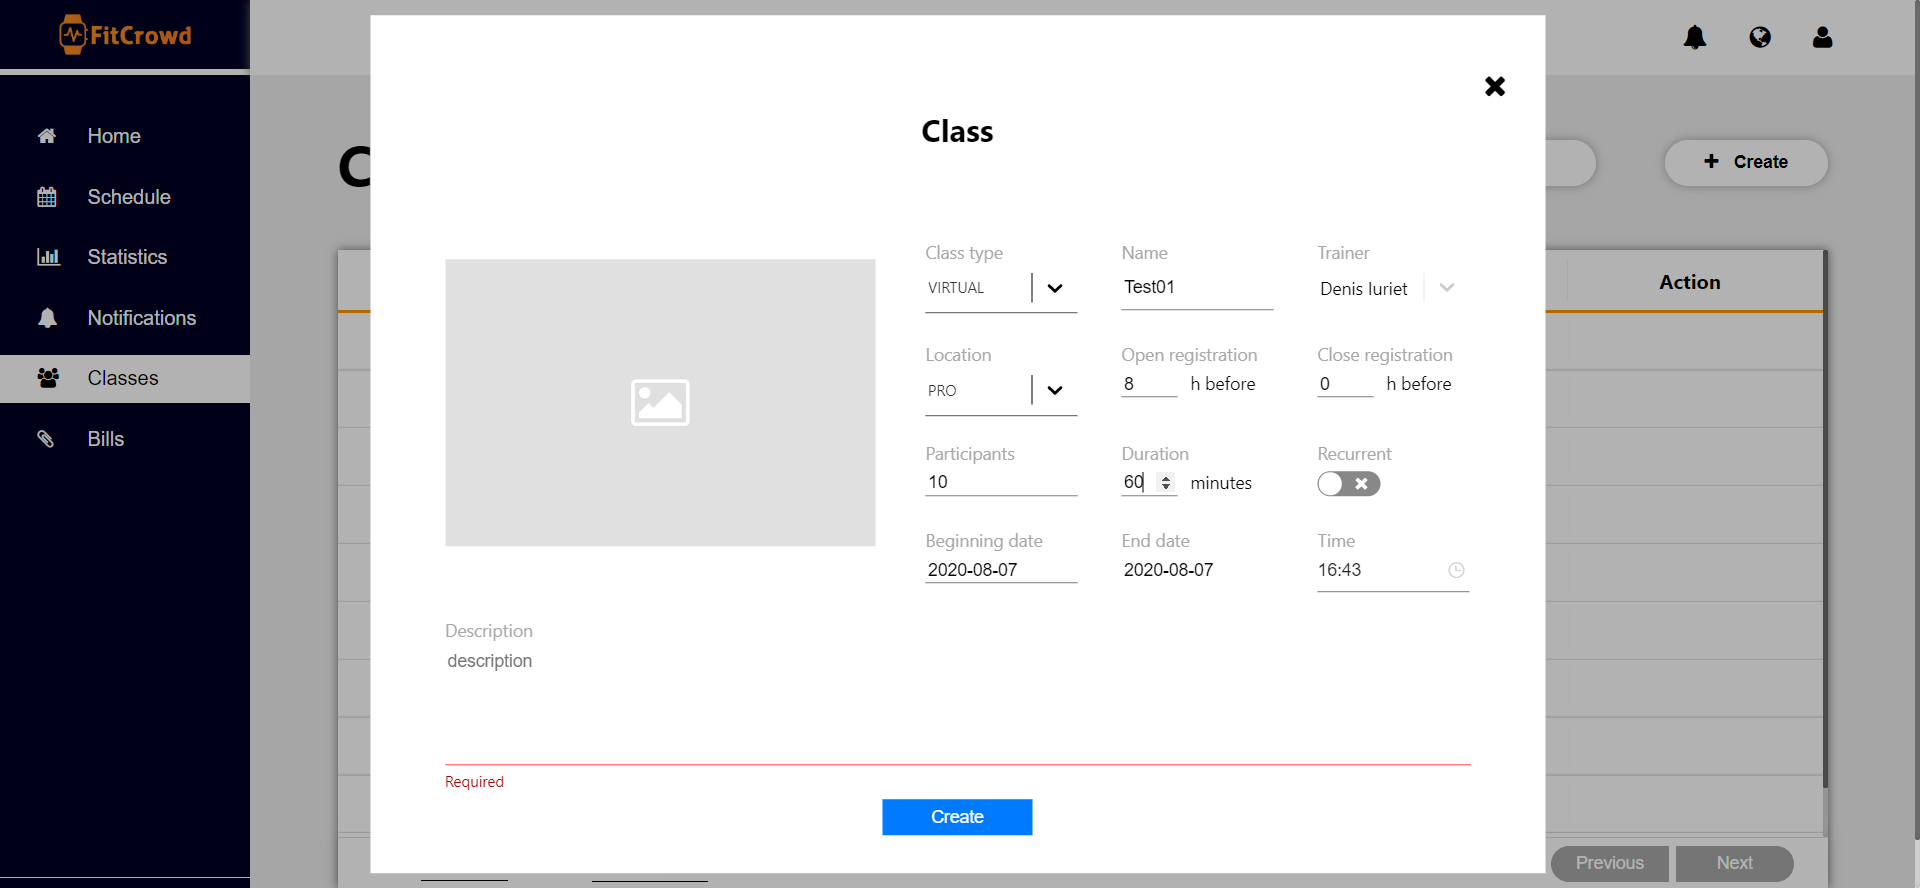 FitCrowd
Home
Schedule
Statistics
Notifications
Classes
Bills
C
Create
Action
Class
Class type
VIRTUAL
Name
Test01
Trainer
Denis Iuriet
Location
PRO
Open registration
8 h before
Close registration
0 h before
Participants
10
Duration
60 minutes
Recurrent
Beginning date
2020-08-07
End date
2020-08-07
Time
16:43
Description
description
Required
Create
Previous
Next